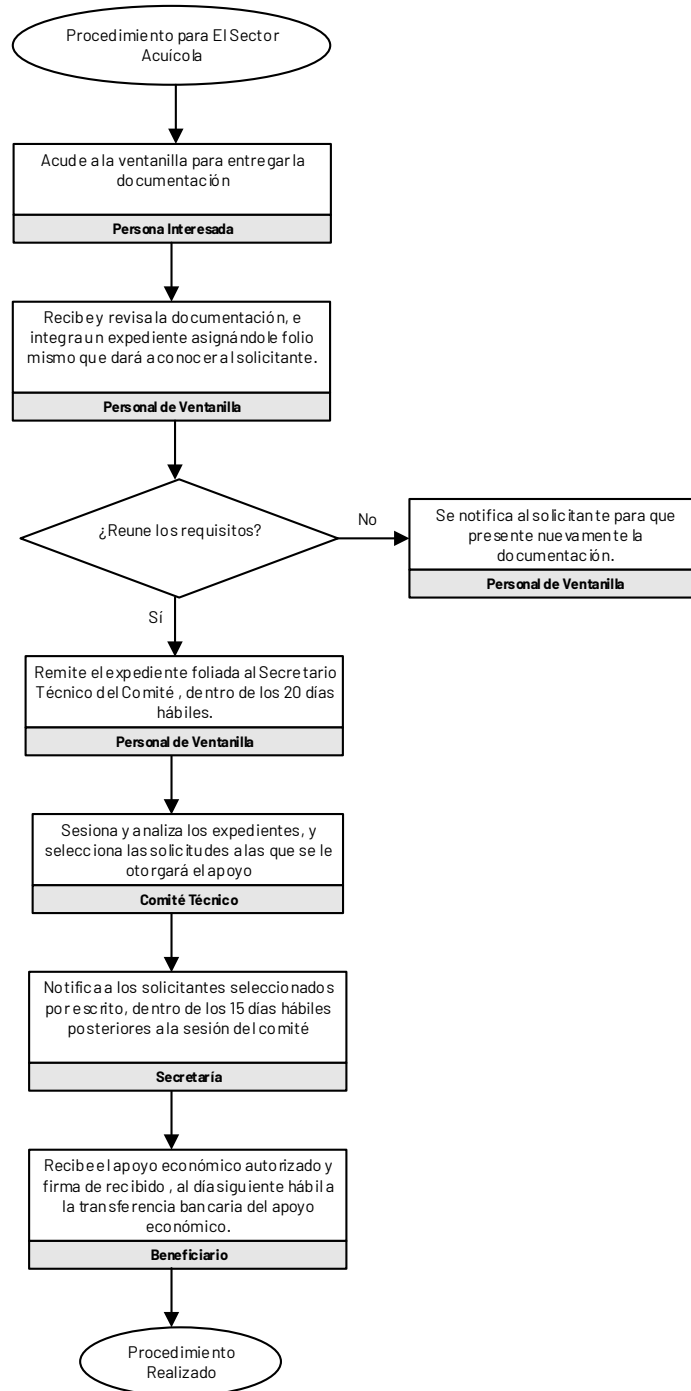 Procedimiento para El Sector
Acuícola
Acude a la ventanilla para entregar la
documentación
Persona Interesada
Recibe y revisa la documentación, e
integra un expediente asignándole folio
mismo que dará a conocer al solicitante.
Personal de Ventanilla
¿Reune los requisitos?
No
Se notifica al solicitante para que
presente nuevamente la
documentación.
Personal de Ventanilla
Sí
Remite el expediente foliada al Secretario
Técnico del Comité , dentro de los 20 días
hábiles.
Personal de Ventanilla
Sesiona y analiza los expedientes, y
selecciona las solicitudes a las que se le
otorgará el apoyo
Comité Técnico
Notifica a los solicitantes seleccionados
por escrito, dentro de los 15 días hábiles
posteriores a la sesión del comité
Secretaría
Recibe el apoyo económico autorizado y
firma de recibido , al día siguiente hábil a
la transferencia bancaria del apoyo
económico.
Beneficiario
Procedimiento
Realizado